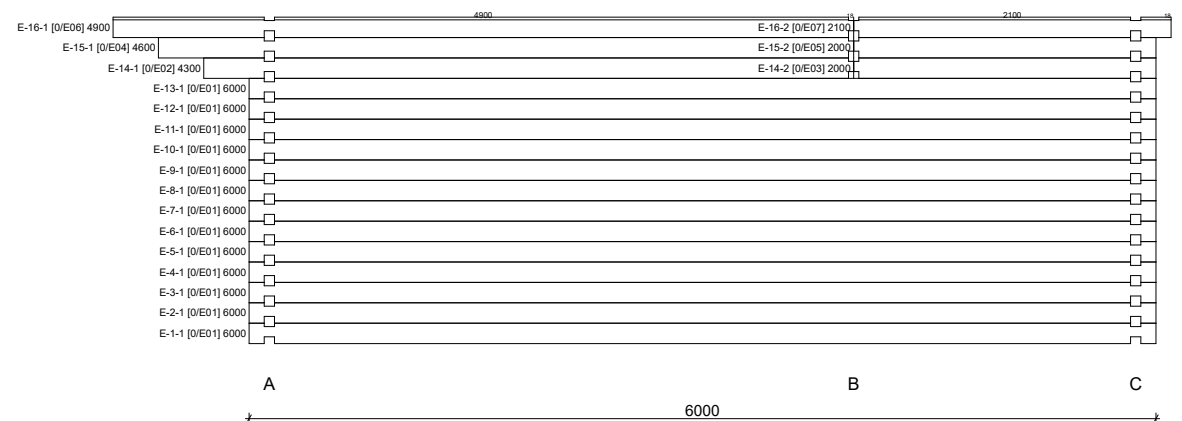 4900 18 2100 18
E-16-1 [0/E06] 4900 E-16-2 [0/E07] 2100
E-15-1 [0/E04] 4600 E-15-2 [0/E05] 2000
E-14-1 [0/E02] 4300 E-14-2 [0/E03] 2000
E-13-1 [0/E01] 6000
E-12-1 [0/E01] 6000
E-11-1 [0/E01] 6000
E-10-1 [0/E01] 6000
E-9-1 [0/E01] 6000
E-8-1 [0/E01] 6000
E-7-1 [0/E01] 6000
E-6-1 [0/E01] 6000
E-5-1 [0/E01] 6000
E-4-1 [0/E01] 6000
E-3-1 [0/E01] 6000
E-2-1 [0/E01] 6000
E-1-1 [0/E01] 6000
A B C
6000